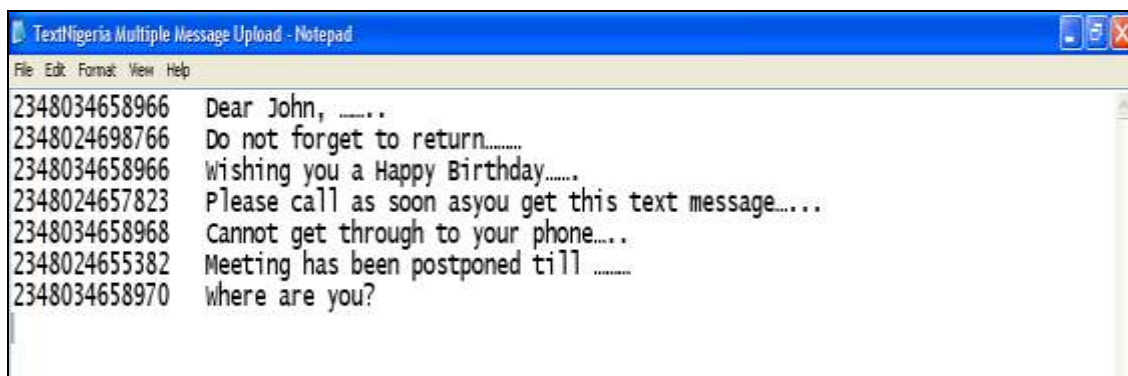 TextNigeria Multiple Message Upload - Notepad
File Edit Format View Help
2348034658966 Dear John, ........
2348024698766 Do not forget to return.........
2348034658966 Wishing you a Happy Birthday.......
2348024657823 Please call as soon asyou get this text message......
2348034658968 Cannot get through to your phone.....
2348024655382 Meeting has been postponed till .........
2348034658970 Where are you?